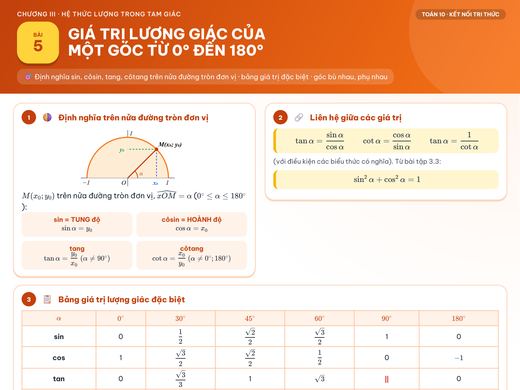 CHƯƠNG III · HỆ THỨC LƯỢNG TRONG TAM GIÁC
TOÁN 10 · KẾT NỐI TRI THỨC
BÀI
5
GIÁ TRỊ LƯỢNG GIÁC CỦA
MỘT GÓC TỪ 0° ĐẾN 180°
Định nghĩa sin, côsin, tang, côtang trên nửa đường tròn đơn vị · bảng giá trị đặc biệt · góc bù nhau, phụ nhau
1 Định nghĩa trên nửa đường tròn đơn vị
I
M(x₀; y₀)
y₀
α
−I O x₀ I
M(x₀; y₀) trên nửa đường tròn đơn vị, xOM = α (0° ≤ α ≤ 180°
):
sin = TUNG độ
sin α = y₀
côsin = HOÀNH độ
cos α = x₀
tang
tan α = y₀/x₀ (α ≠ 90°)
côtang
cot α = x₀/y₀ (α ≠ 0°; 180°)
2 Liên hệ giữa các giá trị
tan α = sin α/cos α cot α = cos α/sin α tan α = 1/cot α
(với điều kiện các biểu thức có nghĩa). Từ bài tập 3.3:
sin² α + cos² α = 1
3 Bảng giá trị lượng giác đặc biệt
α 0° 30° 45° 60° 90° 180°
sin 0 1/2 √2/2 √3/2 1 0
cos 1 √3/2 √2/2 1/2 0 −1
tan 0 √3/3 1 √3 || 0